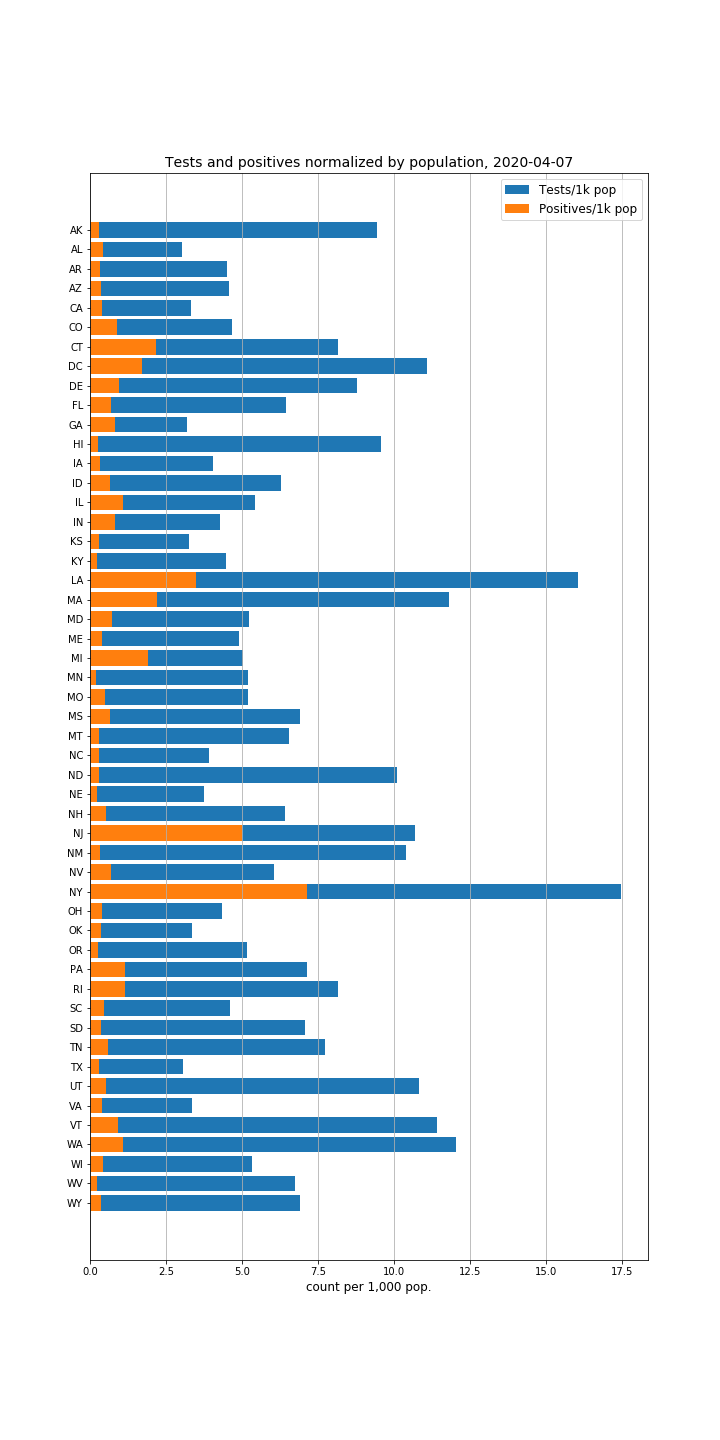 Tests and positives normalized by population, 2020-04-07
Tests/1k pop
Positives/1k pop
AK
AL
AR
AZ
CA
CO
CT
DC
DE
FL
GA
HI
IA
ID
IL
IN
KS
KY
LA
MA
MD
ME
MI
MN
MO
MS
MT
NC
ND
NE
NH
NJ
NM
NV
NY
OH
OK
OR
PA
RI
SC
SD
TN
TX
UT
VA
VT
WA
WI
WV
WY
0.0 2.5 5.0 7.5 10.0 12.5 15.0 17.5
count per 1,000 pop.